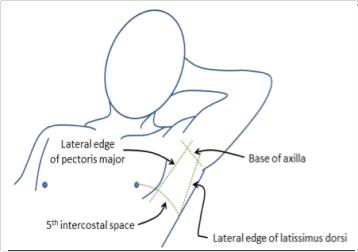 Lateral edge
of pectoris major
Base of axilla
5th intercostal space
Lateral edge of latissimus dorsi